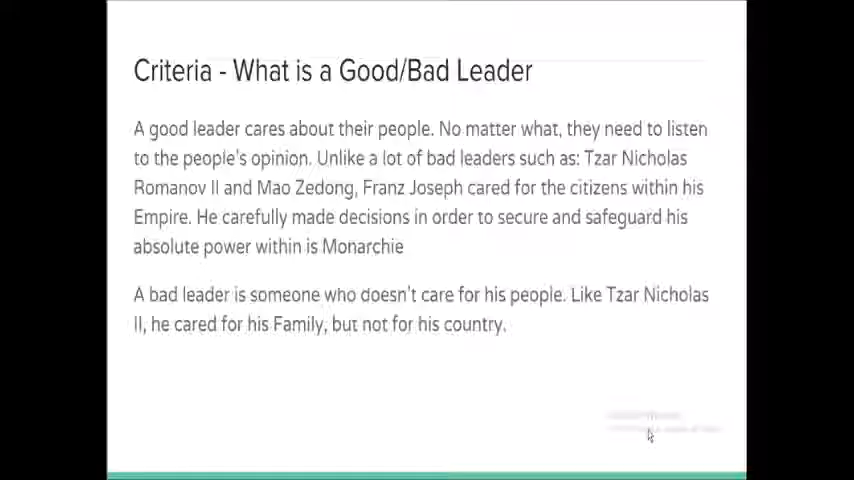 Criteria - What is a Good/Bad Leader
A good leader cares about their people. No matter what, they need to listen
to the people's opinion. Unlike a lot of bad leaders such as: Tzar Nicholas
Romanov II and Mao Zedong, Franz Joseph cared for the citizens within his
Empire. He carefully made decisions in order to secure and safeguard his
absolute power within is Monarchie
A bad leader is someone who doesn't care for his people. Like Tzar Nicholas
II, he cared for his Family, but not for his country.